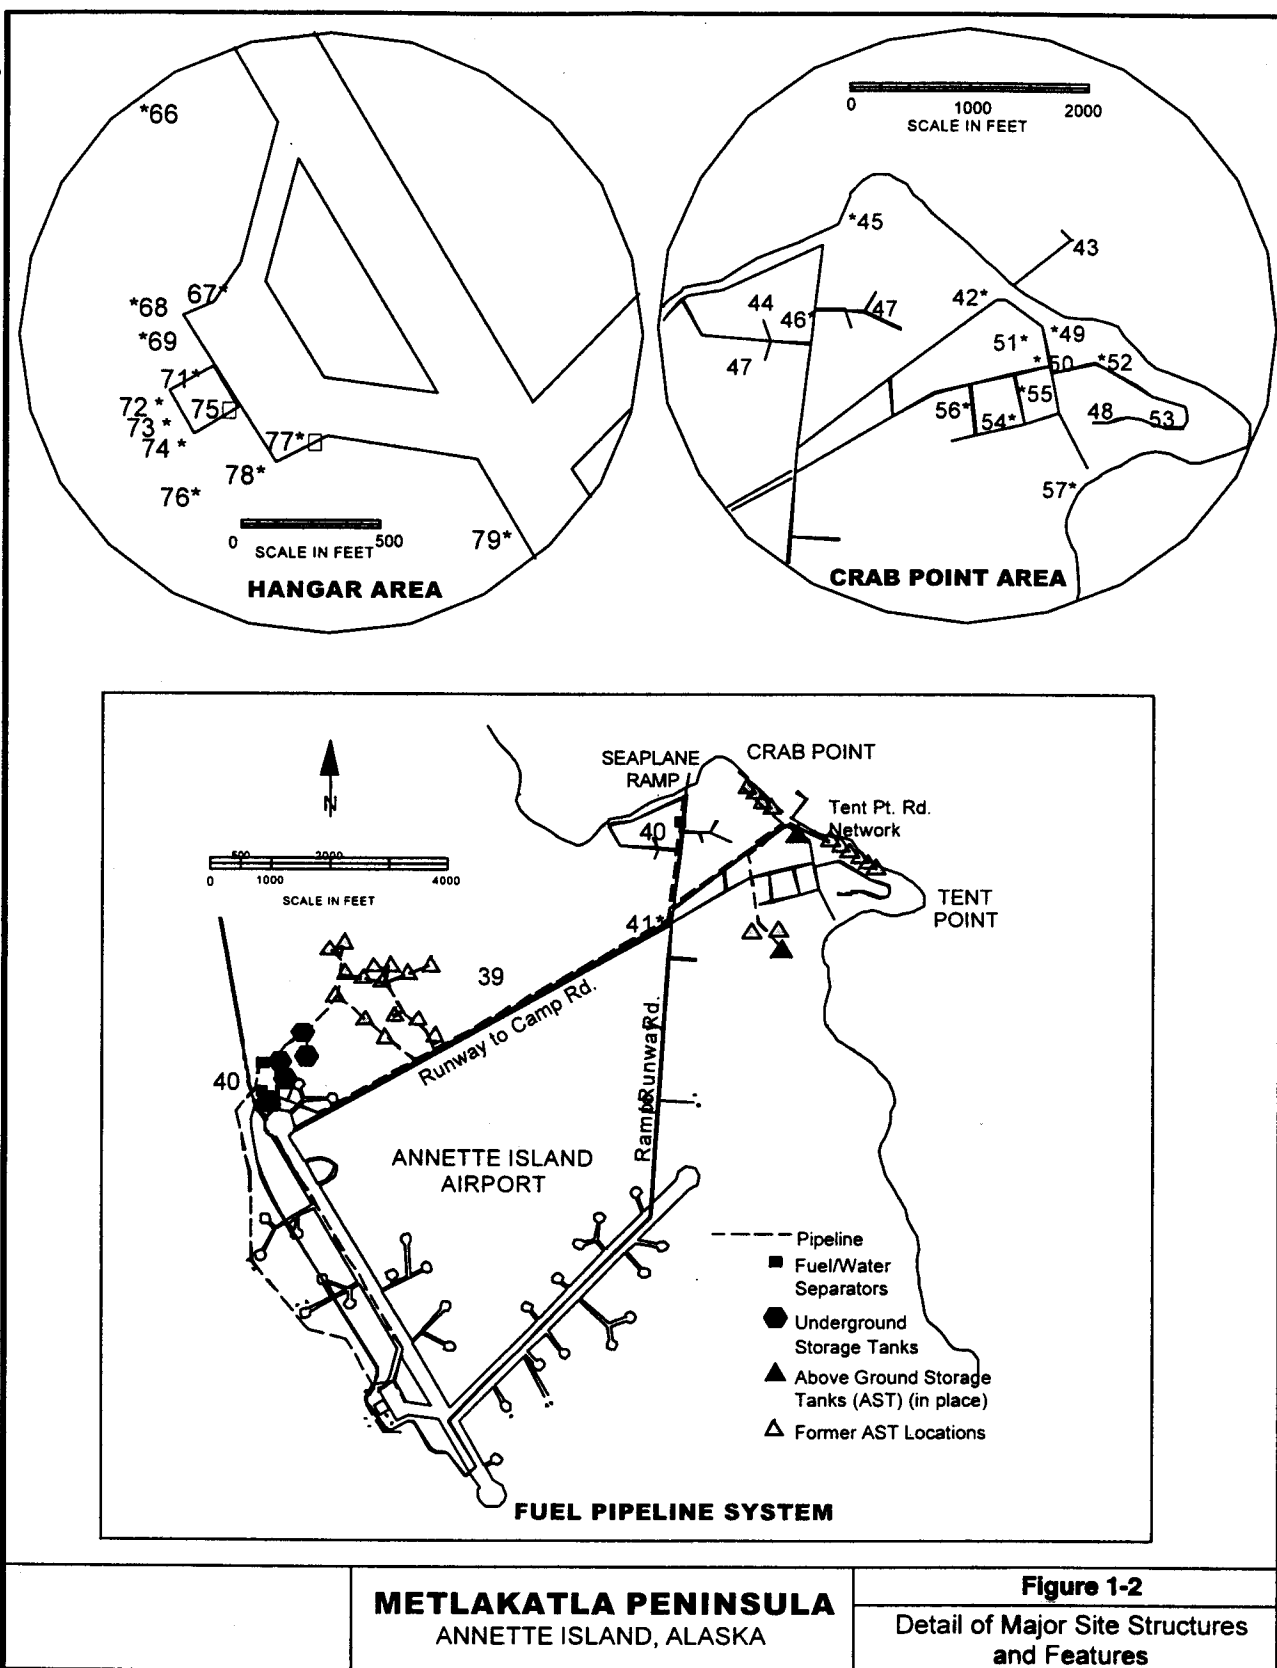 *66
*68
67*
*69
71*
72*
75
73*
74*
77*
78*
76*
79*
0
500
SCALE IN FEET
HANGAR AREA
0
1000
2000
SCALE IN FEET
*45
43
44
46*
47
42*
47
51*
*49
*50
*52
56*
*55
54*
48
53
57*
CRAB POINT AREA
SEAPLANE
RAMP
CRAB POINT
N
Tent Pt. Rd.
Network
40
500
2000
0
1000
4000
SCALE IN FEET
TENT
POINT
41*
39
Runway to Camp Rd.
40
Ramp Runway Rd.
ANNETTE ISLAND
AIRPORT
Pipeline
Fuel/Water
Separators
Underground
Storage Tanks
Above Ground Storage
Tanks (AST) (in place)
Former AST Locations
FUEL PIPELINE SYSTEM
METLAKATLA PENINSULA
ANNETTE ISLAND, ALASKA
Figure 1-2
Detail of Major Site Structures
and Features